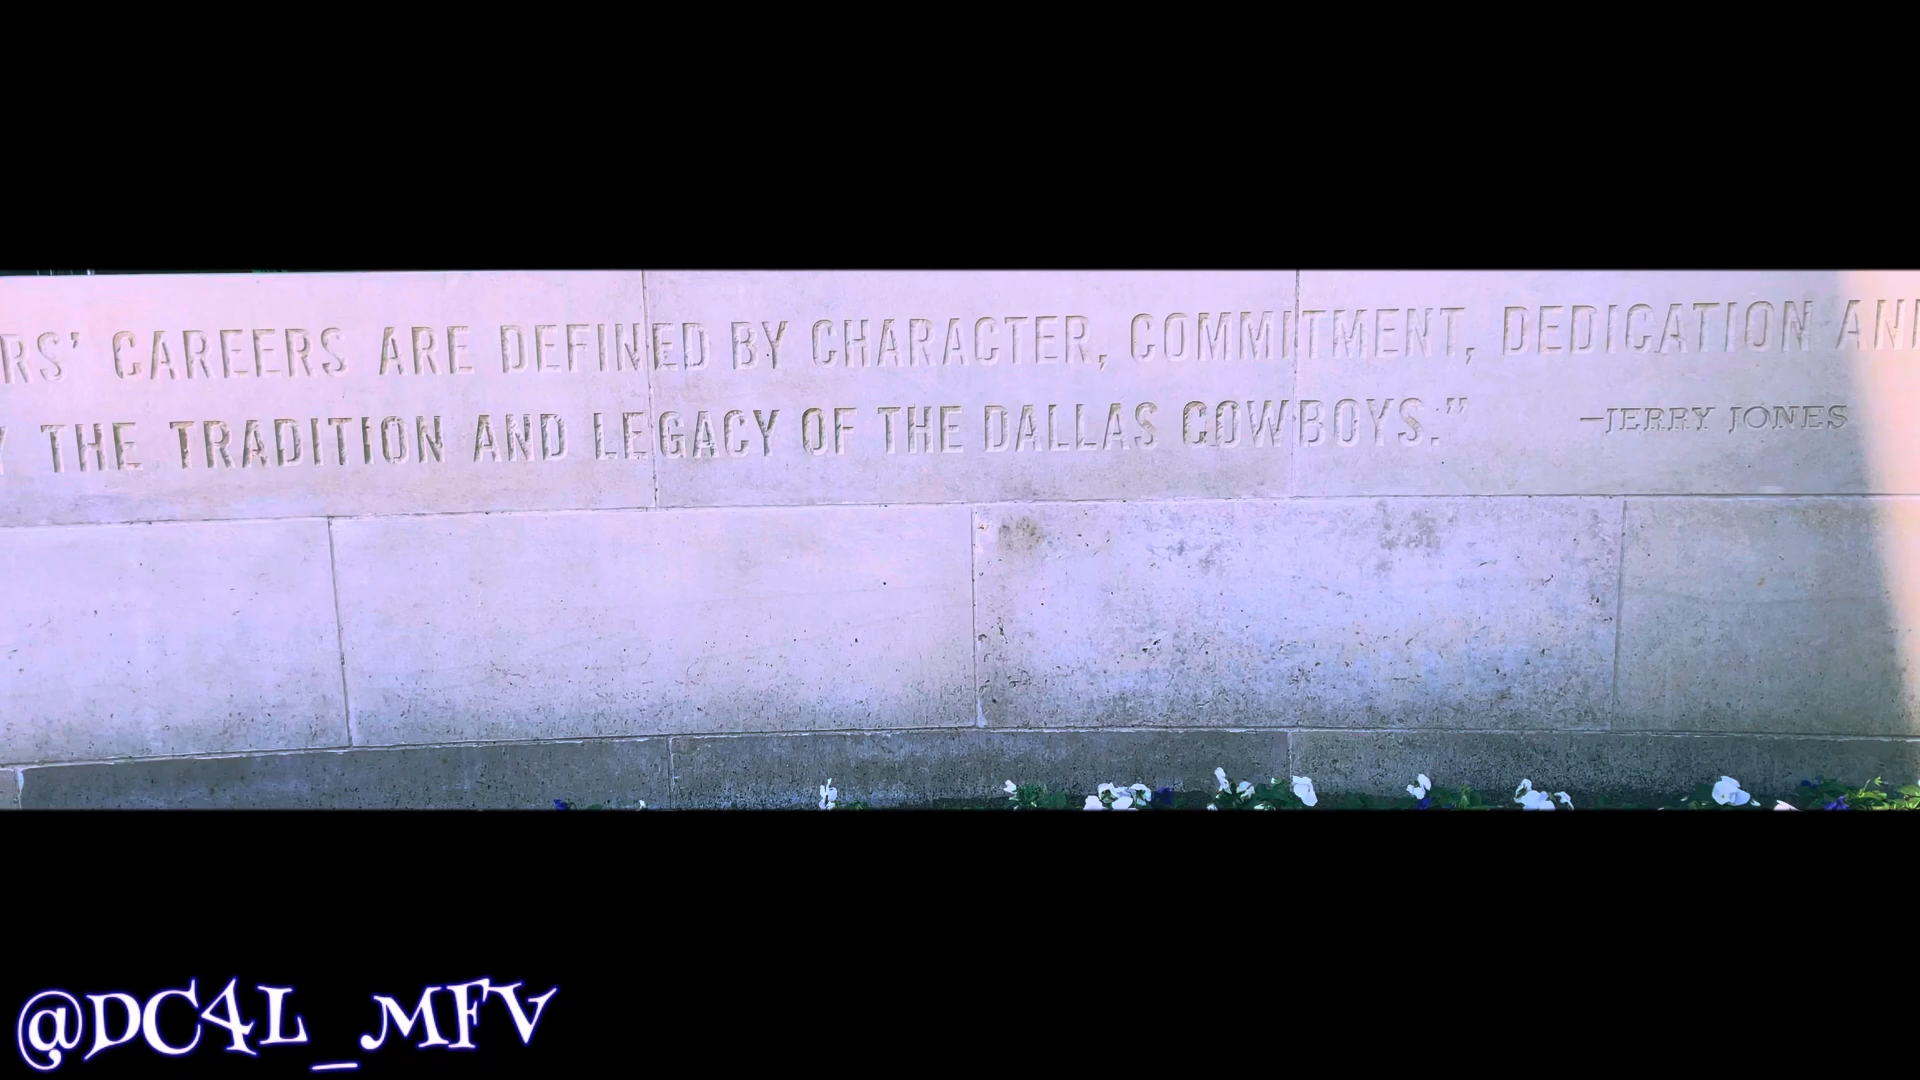 RS' CAREERS ARE DEFINED BY CHARACTER, COMMITMENT, DEDICATION AN
THE TRADITION AND LEGACY OF THE DALLAS COWBOYS." —JERRY JONES
@DC4L_MFV